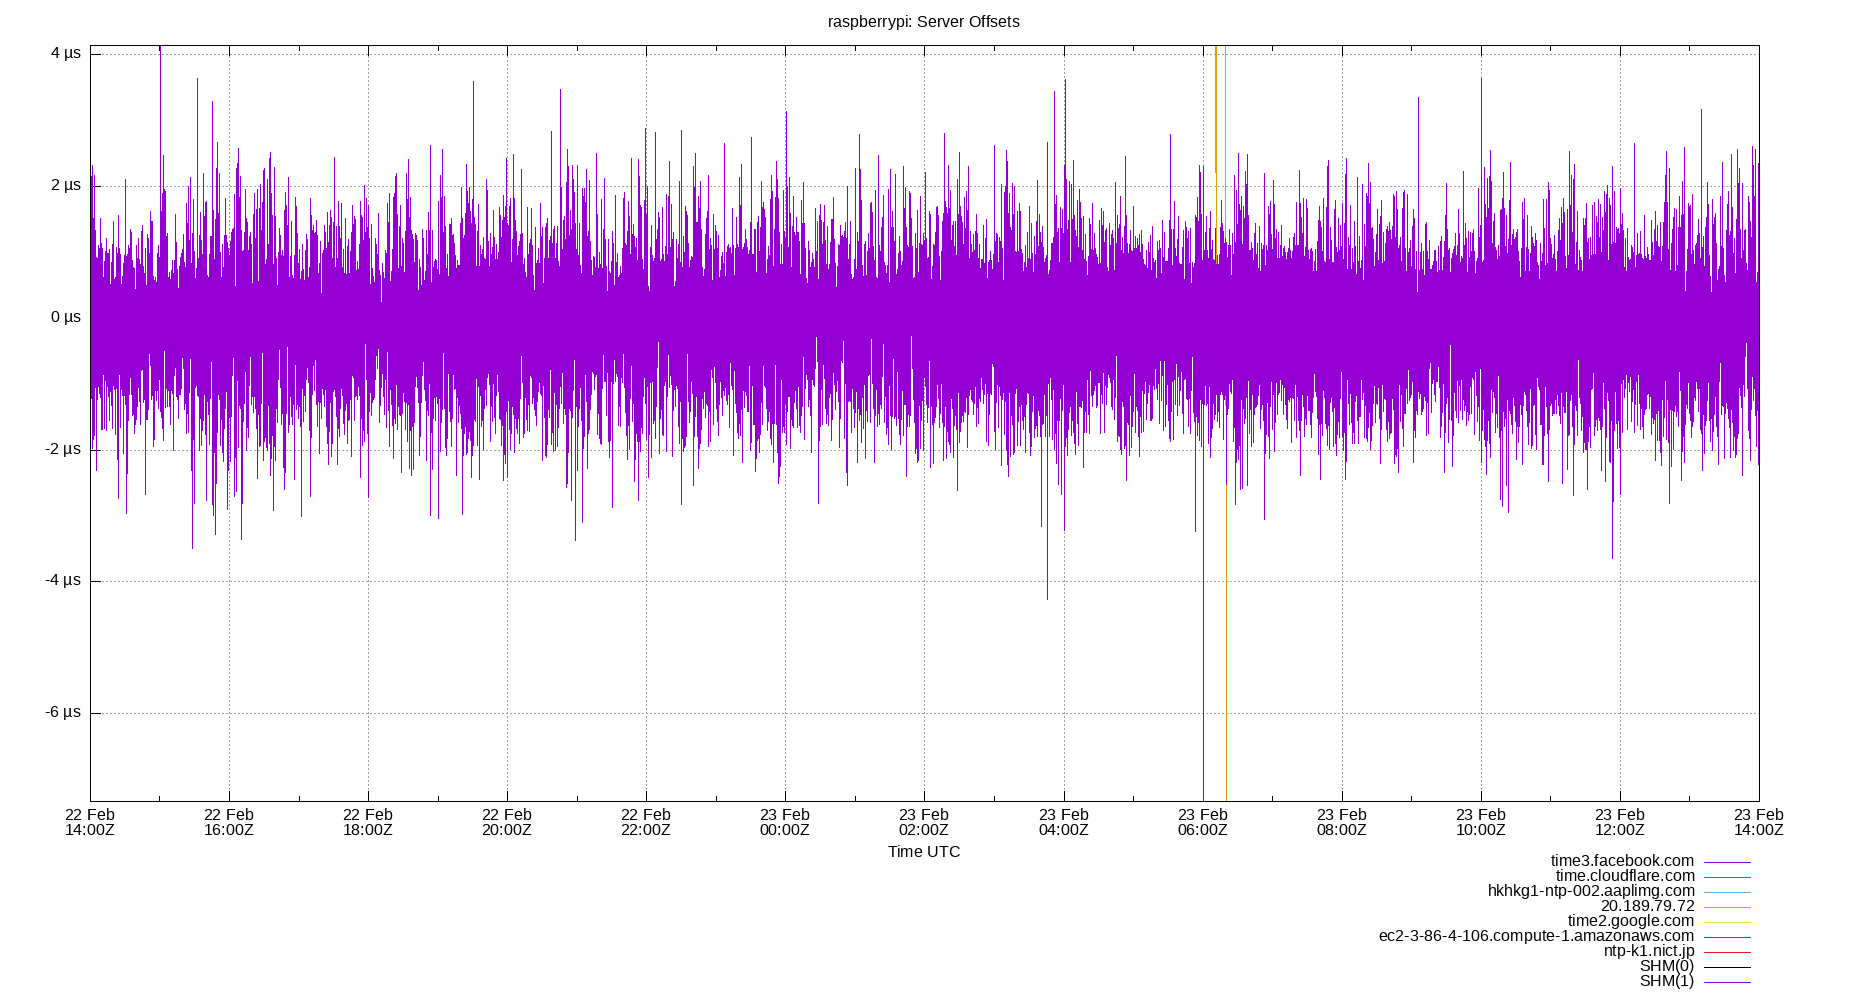 raspberrypi: Server Offsets
4 µs
2 µs
0 µs
-2 µs
-4 µs
-6 µs
22 Feb 22 Feb 22 Feb 22 Feb 22 Feb 23 Feb 23 Feb 23 Feb 23 Feb 23 Feb 23 Feb 23 Feb 23 Feb
14:00Z 16:00Z 18:00Z 20:00Z 22:00Z 00:00Z 02:00Z 04:00Z 06:00Z 08:00Z 10:00Z 12:00Z 14:00Z
Time UTC
time3.facebook.com
time.cloudflare.com
hkhkg1-ntp-002.aaplimg.com
20.189.79.72
time2.google.com
ec2-3-86-4-106.compute-1.amazonaws.com
ntp-k1.nict.jp
SHM(0)
SHM(1)